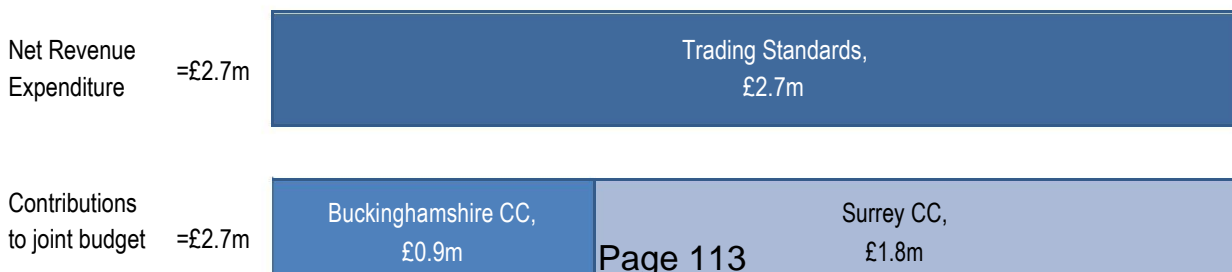 Net Revenue
Expenditure
=£2.7m
Trading Standards,
£2.7m
Contributions
to joint budget
=£2.7m
Buckinghamshire CC,
£0.9m
Surrey CC,
£1.8m
Page 113